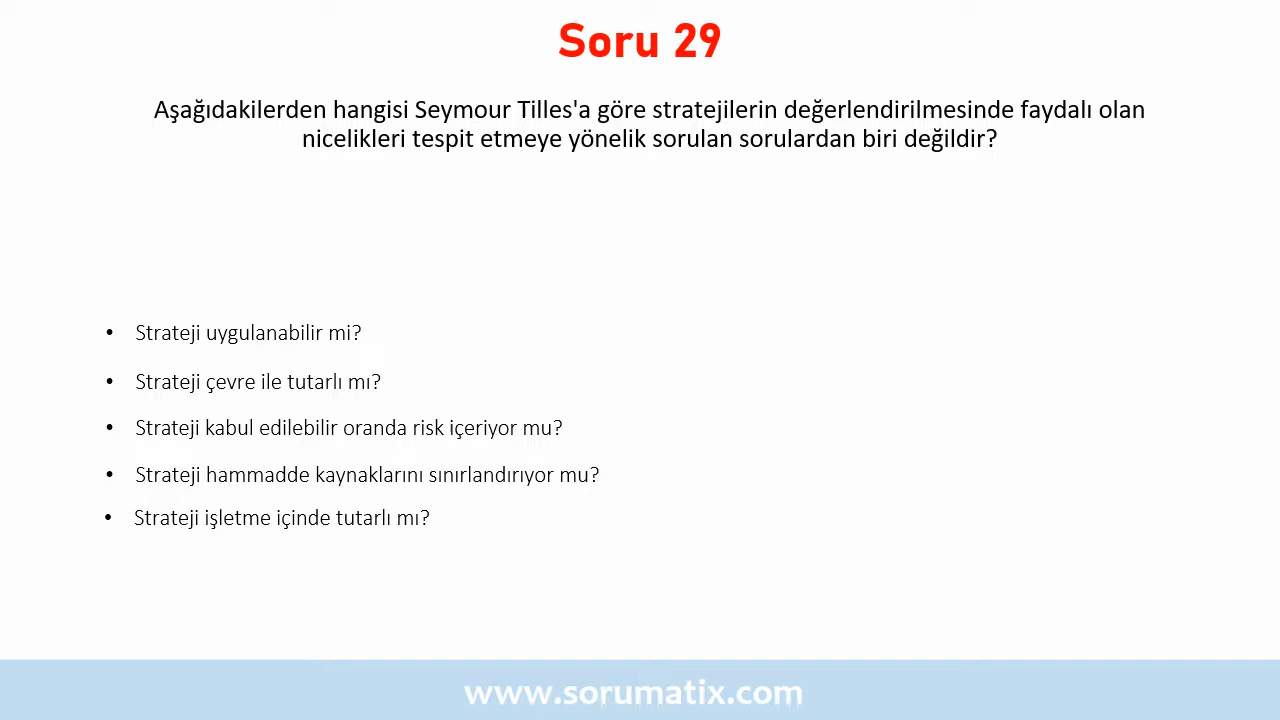 Soru 29
Aşağıdakilerden hangisi Seymour Tilles'a göre stratejilerin değerlendirilmesinde faydalı olan
nicelikleri tespit etmeye yönelik sorulan sorulardan biri değildir?
• Strateji uygulanabilir mi?
• Strateji çevre ile tutarlı mı?
• Strateji kabul edilebilir oranda risk içeriyor mu?
• Strateji hammadde kaynaklarını sınırlandırıyor mu?
• Strateji işletme içinde tutarlı mı?
www.sorumatix.com